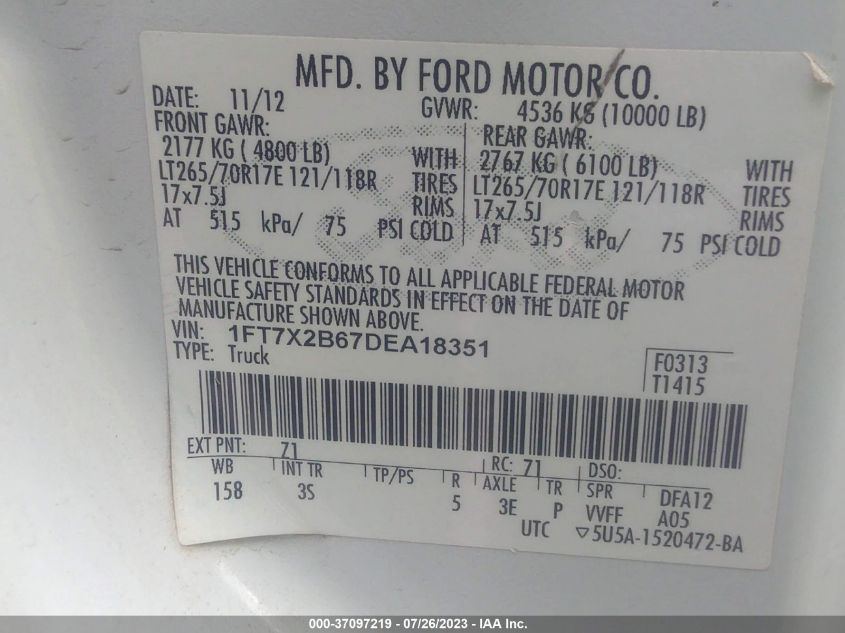 MFD. BY FORD MOTOR CO.
DATE: 11/12 GVWR: 4536 KG (10000 LB)
FRONT GAWR: REAR GAWR:
2177 KG ( 4800 LB) WITH 2767 KG ( 6100 LB) WITH
LT265/70R17E 121/118R TIRES LT265/70R17E 121/118R TIRES
17x7.5J RIMS 17x7.5J RIMS
AT 515 kPa/ 75 PSI COLD AT 515 kPa/ 75 PSI COLD
THIS VEHICLE CONFORMS TO ALL APPLICABLE FEDERAL MOTOR
VEHICLE SAFETY STANDARDS IN EFFECT ON THE DATE OF
MANUFACTURE SHOWN ABOVE.
VIN: 1FT7X2B67DEA18351
TYPE: Truck F0313
T1415
EXT PNT: 71 RC: 71 DSO:
WB INT TR TP/PS R AXLE TR SPR DFA12
158 3S 5 3E P VVFF A05
UTC ▽5U5A-1520472-BA
000-37097219 - 07/26/2023 - IAA Inc.